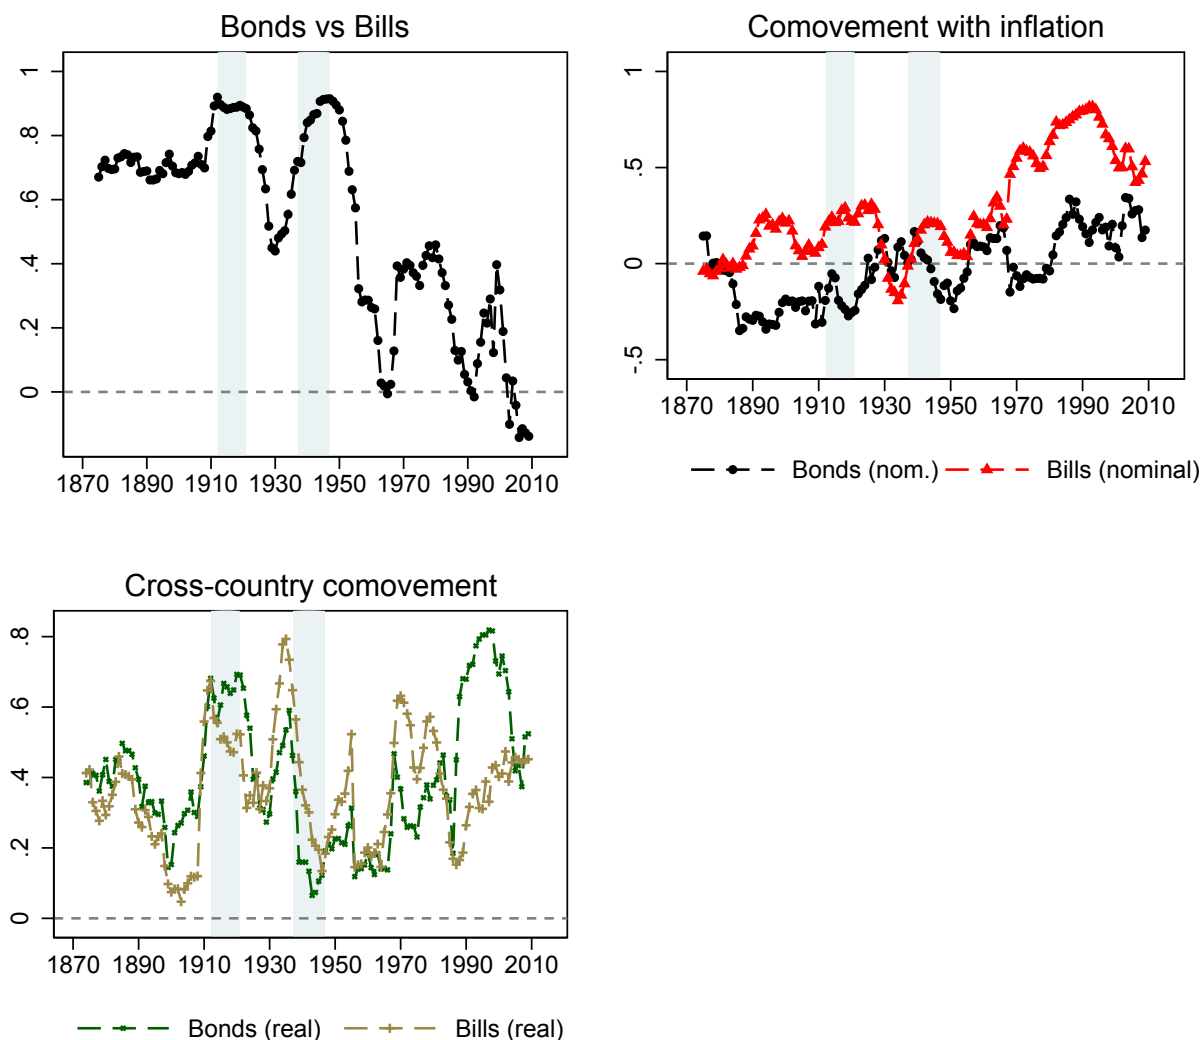 Bonds vs Bills
1
.8
.6
.4
.2
0
1870 1890 1910 1930 1950 1970 1990 2010
Comovement with inflation
1
.5
0
-.5
1870 1890 1910 1930 1950 1970 1990 2010
Bonds (nom.) Bills (nominal)
Cross-country comovement
.8
.6
.4
.2
0
1870 1890 1910 1930 1950 1970 1990 2010
Bonds (real) Bills (real)